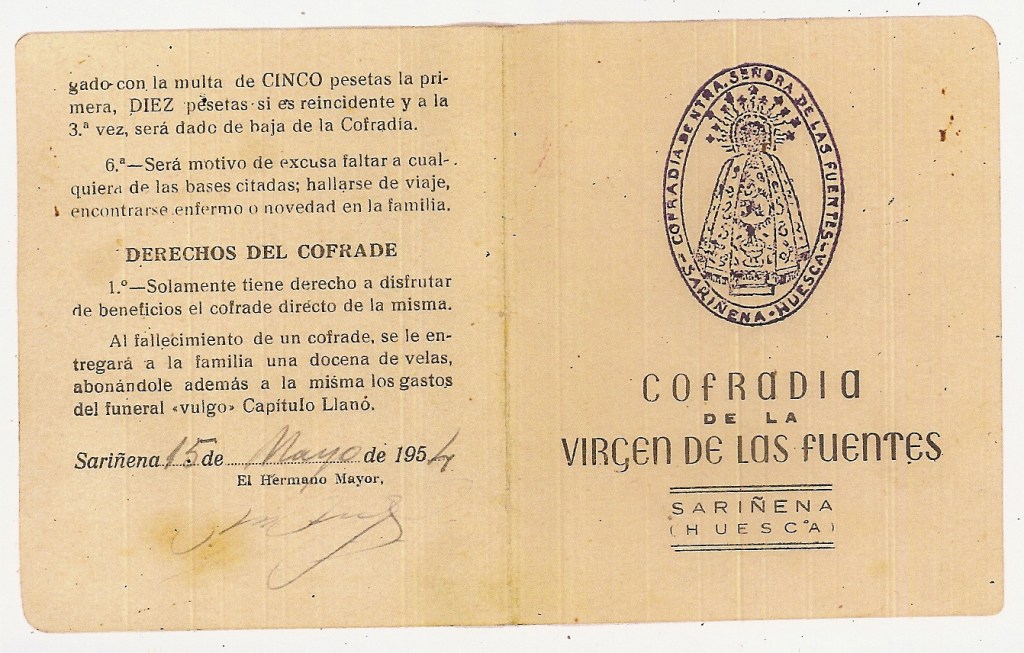 gado con la multa de CINCO pesetas la pri-
mera, DIEZ pesetas si es reincidente y a la
3.ª vez, será dado de baja de la Cofradía.
6.ª—Será motivo de excusa faltar a cual-
quiera de las bases citadas; hallarse de viaje,
encontrarse enfermo o novedad en la familia.
DERECHOS DEL COFRADE
1.º—Solamente tiene derecho a disfrutar
de beneficios el cofrade directo de la misma.
Al fallecimiento de un cofrade, se le en-
tregará a la familia una docena de velas,
abonándole además a la misma los gastos
del funeral «vulgo» Capítulo Llanó.
Sariñena 15 de Mayo de 1954
El Hermano Mayor,
COFRADIA DE NTRA. SEÑORA DE LAS FUENTES
SARIÑENA - HUESCA
COFRADIA
DE LA
VIRGEN DE LAS FUENTES
SARIÑENA
(HUESCA)